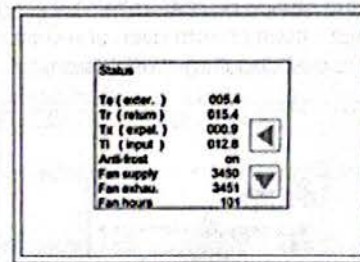 Status
Te ( exter. ) 005.4
Tr ( return ) 015.4
Tx ( expel. ) 000.9
Ti ( input ) 012.8
Anti-frost on
Fan supply 3450
Fan exhau. 3451
Fan hours 101